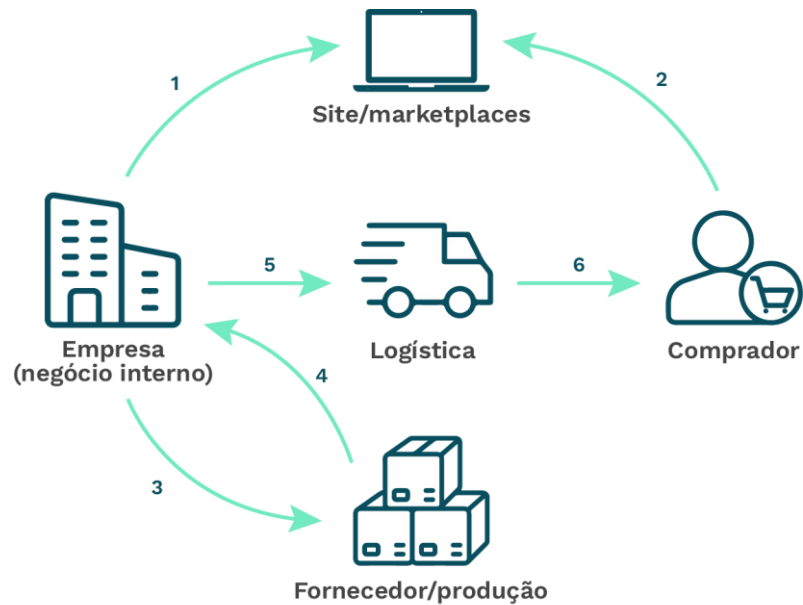 1
2
Site/marketplaces
5
6
Empresa
(negócio interno)
Logística
Comprador
4
3
Fornecedor/produção